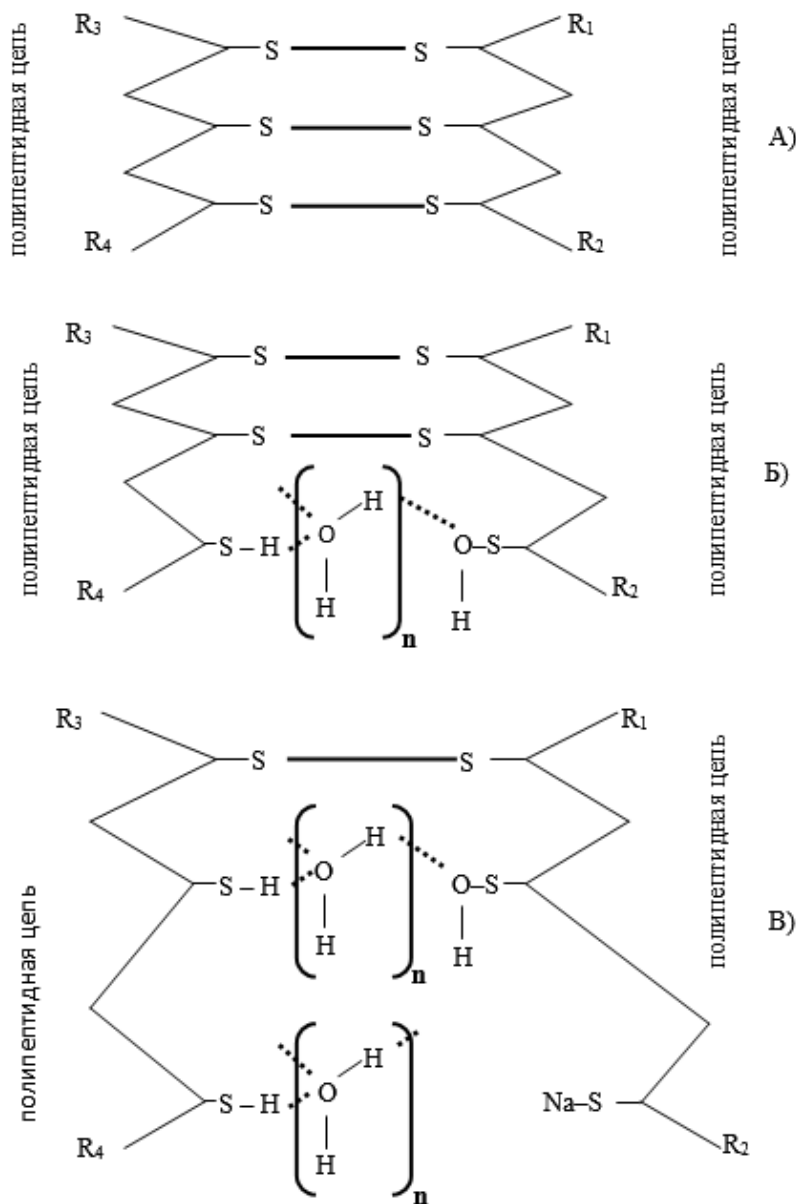 R3 S S R1
S S
S S
R4 R2
полипептидная цепь
полипептидная цепь
А)
R3 S S R1
S S
S – H O H O–S
H H
n
R4 R2
полипептидная цепь
полипептидная цепь
Б)
R3 S S R1
S – H O H O–S
H H
n
S – H O H Na–S
H
n
R4 R2
полипептидная цепь
полипептидная цепь
В)